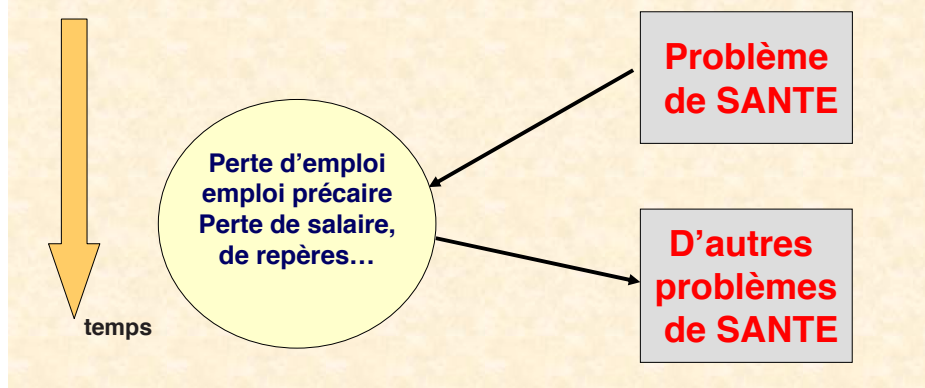 Problème
de SANTE
Perte d'emploi
emploi précaire
Perte de salaire,
de repères…
D'autres
problèmes
de SANTE
temps